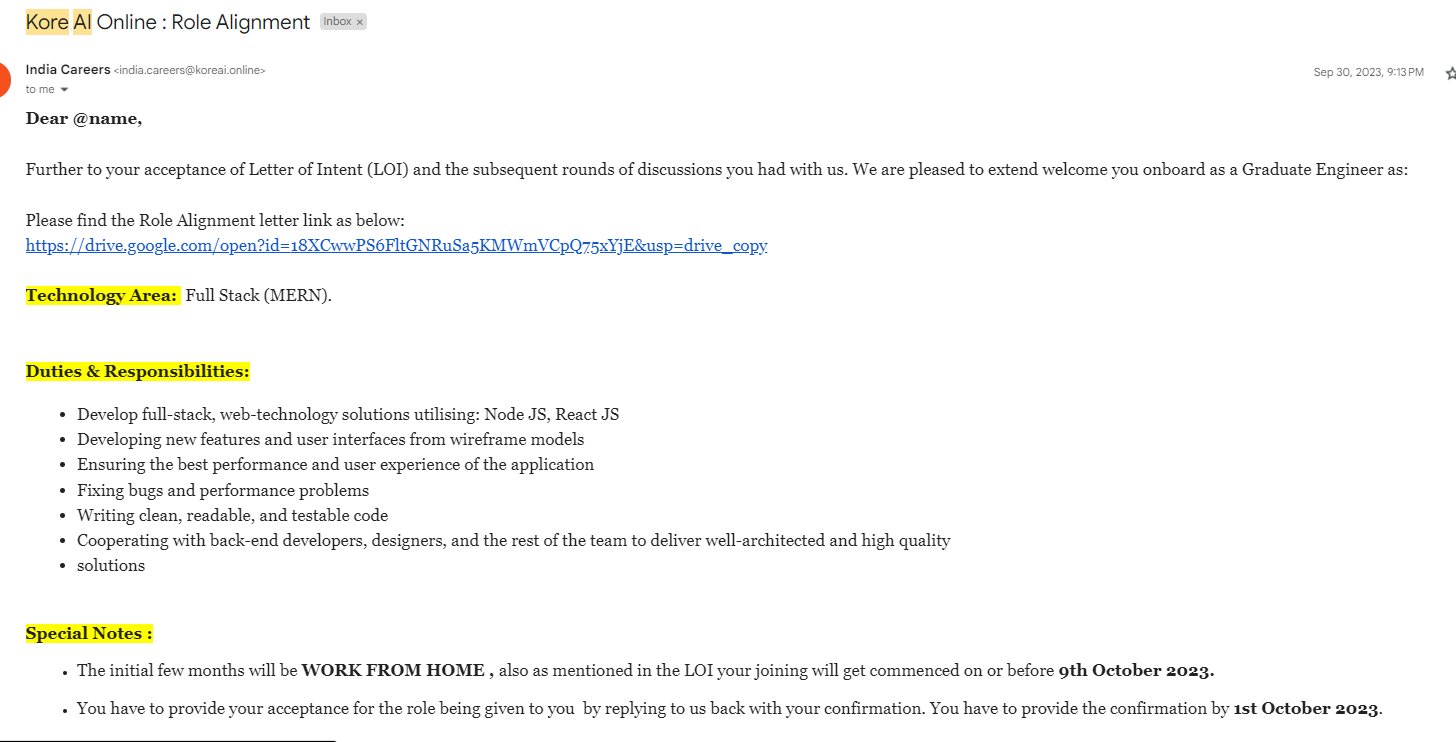 Kore AI Online : Role Alignment Inbox ×
India Careers <india.careers@koreai.online>
Sep 30, 2023, 9:13 PM
to me
Dear @name,
Further to your acceptance of Letter of Intent (LOI) and the subsequent rounds of discussions you had with us. We are pleased to extend welcome you onboard as a Graduate Engineer as:
Please find the Role Alignment letter link as below:
https://drive.google.com/open?id=18XCwwPS6FltGNRuSa5KMWmVCpQ75xYjE&usp=drive_copy
Technology Area: Full Stack (MERN).
Duties & Responsibilities:
• Develop full-stack, web-technology solutions utilising: Node JS, React JS
• Developing new features and user interfaces from wireframe models
• Ensuring the best performance and user experience of the application
• Fixing bugs and performance problems
• Writing clean, readable, and testable code
• Cooperating with back-end developers, designers, and the rest of the team to deliver well-architected and high quality
• solutions
Special Notes :
• The initial few months will be WORK FROM HOME , also as mentioned in the LOI your joining will get commenced on or before 9th October 2023.
• You have to provide your acceptance for the role being given to you  by replying to us back with your confirmation. You have to provide the confirmation by 1st October 2023.